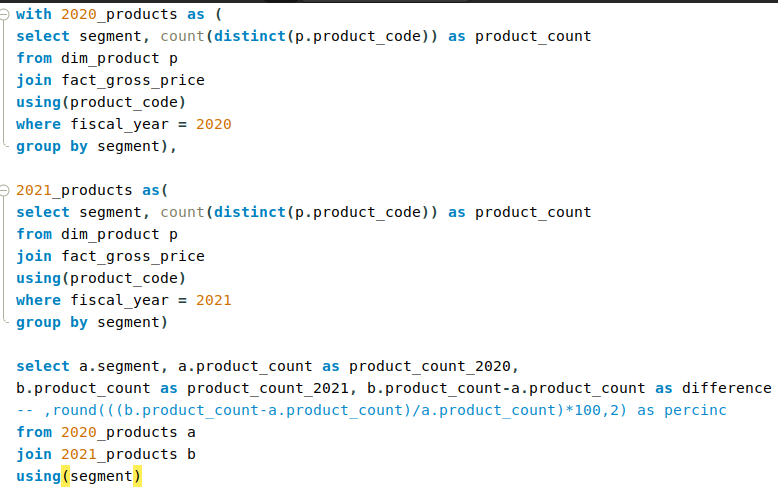 with 2020_products as (
select segment, count(distinct(p.product_code)) as product_count
from dim_product p
join fact_gross_price
using(product_code)
where fiscal_year = 2020
group by segment),
2021_products as(
select segment, count(distinct(p.product_code)) as product_count
from dim_product p
join fact_gross_price
using(product_code)
where fiscal_year = 2021
group by segment)
select a.segment, a.product_count as product_count_2020,
b.product_count as product_count_2021, b.product_count-a.product_count as difference
-- ,round(((b.product_count-a.product_count)/a.product_count)*100,2) as percinc
from 2020_products a
join 2021_products b
using(segment)